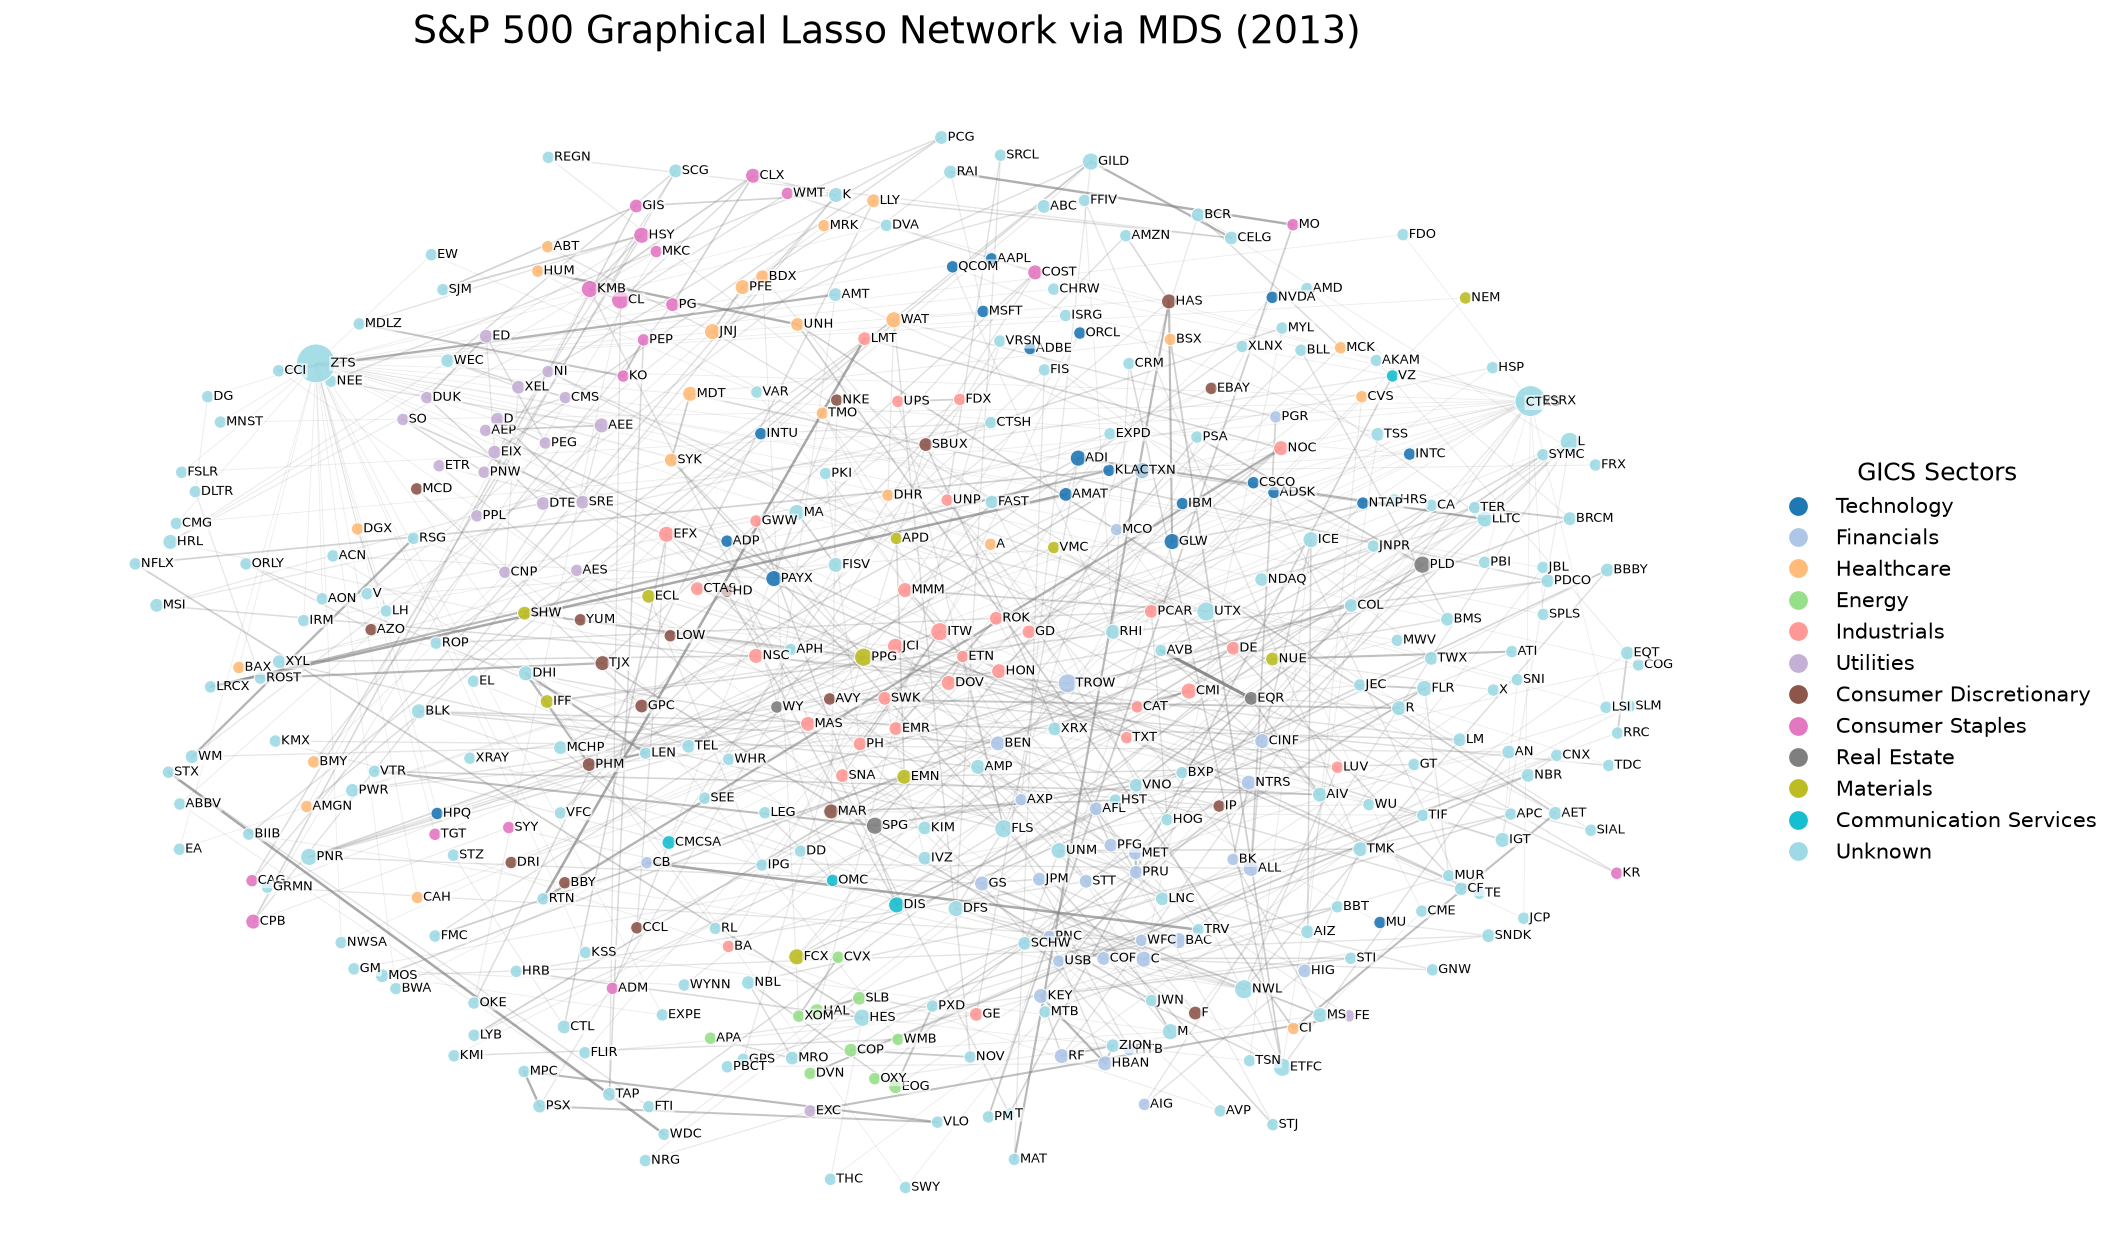 S&P 500 Graphical Lasso Network via MDS (2013)
PCG
SRCL
REGN
GILD
SCG
RAI
CLX
WMT
K
LLY
FFIV
GIS
ABC
BCR
MRK
DVA
MO
HSY
AMZN
CELG
FDO
ABT
MKC
EW
AAPL
QCOM
HUM
COST
BDX
PFE
SJM
KMB
CHRW
AMD
AMT
NVDA
NEM
CL
PG
HAS
MSFT
ISRG
MDLZ
UNH
WAT
MYL
JNJ
ORCL
ED
LMT
PEP
VRSN
BSX
ADBE
XLNX
BLL
MCK
WEC
ZTS
AKAM
CCI
NI
FIS
CRM
HSP
NEE
KO
VZ
XEL
EBAY
DG
DUK
CMS
MDT
VAR
NKE
UPS
FDX
CVS
ESRX
MNST
SO
D
TMO
CTSH
PGR
AEP
AEE
INTU
EXPD
PSA
TSS
L
PEG
SBUX
NOC
EIX
INTC
SYMC
ETR
SYK
ADI
FRX
FSLR
PNW
PKI
KLAC
TXN
CSCO
DLTR
MCD
DHR
AMAT
ADSK
DTE
SRE
UNP
FAST
IBM
NTAP
HRS
CA
TER
MA
PPL
GWW
LLTC
BRCM
CMG
DGX
MCO
RSG
EFX
APD
HRL
ADP
A
VMC
GLW
ICE
JNPR
ACN
NFLX
ORLY
FISV
PLD
PBI
JBL
CNP
AES
PAYX
NDAQ
PDCO
BBBY
CTAS
HD
MMM
V
AON
ECL
MSI
LH
SHW
PCAR
UTX
COL
SPLS
IRM
YUM
ROK
BMS
AZO
LOW
ITW
GD
RHI
ROP
JCI
MWV
APH
AVB
DE
ATI
EQT
NSC
PPG
ETN
NUE
TWX
COG
XYL
TJX
BAX
DHI
HON
ROST
EL
DOV
TROW
SNI
LRCX
JEC
FLR
X
CMI
IFF
WY
AVY
SWK
EQR
GPC
CAT
R
LSI
SLM
BLK
MAS
EMR
XRX
RRC
KMX
TXT
BEN
CINF
LM
MCHP
TEL
PH
AN
CNX
WM
XRAY
LEN
WHR
BMY
PHM
AMP
LUV
GT
TDC
STX
VTR
SNA
EMN
BXP
NBR
NTRS
PWR
VNO
AIV
SEE
AXP
HST
ABBV
AMGN
AFL
IP
WU
HPQ
VFC
LEG
MAR
TIF
APC
AET
HOG
SYY
SPG
KIM
FLS
BIIB
TGT
SIAL
CMCSA
IGT
PFG
EA
DD
UNM
TMK
STZ
PNR
MET
IVZ
BK
DRI
CB
IPG
ALL
PRU
KR
CAG
BBY
OMC
JPM
STT
MUR
GS
GRMN
CF
TE
CAH
RTN
LNC
DIS
DFS
BBT
CME
CPB
JCP
MU
CCL
RL
TRV
AIZ
FMC
PNC
WFC
BAC
SNDK
NWSA
SCHW
BA
KSS
FCX
CVX
USB
COF
C
STI
GM
HRB
HIG
GNW
MOS
WYNN
NBL
BWA
ADM
NWL
KEY
SLB
OKE
JWN
PXD
HAL
MTB
EXPE
XOM
HES
GE
F
MS
FE
CTL
CI
LYB
M
APA
WMB
ZION
FLIR
COP
KMI
MRO
NOV
RF
GPS
HBAN
TSN
PBCT
ETFC
MPC
DVN
OXY
EOG
TAP
PSX
FTI
AIG
EXC
AVP
PM
T
VLO
STJ
WDC
NRG
MAT
THC
SWY
GICS Sectors
Technology
Financials
Healthcare
Energy
Industrials
Utilities
Consumer Discretionary
Consumer Staples
Real Estate
Materials
Communication Services
Unknown